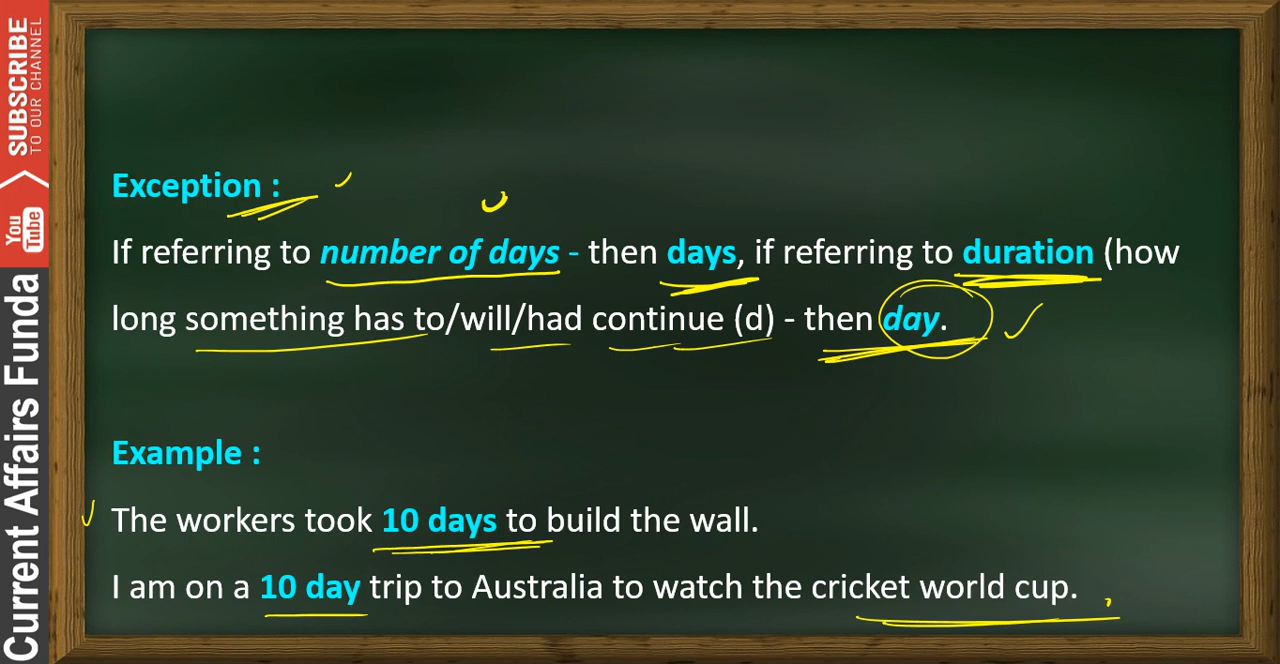 SUBSCRIBE
TO OUR CHANNEL
You Tube
Current Affairs Funda
Exception :
If referring to number of days - then days, if referring to duration (how
long something has to/will/had continue (d) - then day.
Example :
The workers took 10 days to build the wall.
I am on a 10 day trip to Australia to watch the cricket world cup.